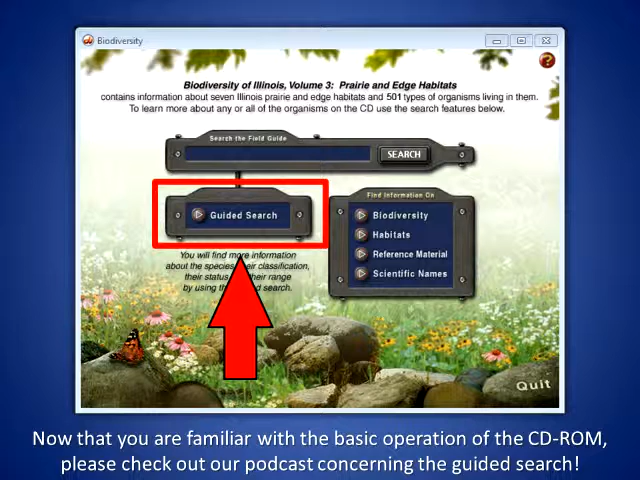 Biodiversity
Biodiversity of Illinois, Volume 3: Prairie and Edge Habitats
contains information about seven Illinois prairie and edge habitats and 501 types of organisms living in them.
To learn more about any or all of the organisms on the CD use the search features below.
Search the Field Guide
SEARCH
Guided Search
You will find more information
about the species, their classification,
their status their range
by using the search.
Find Information On
Biodiversity
Habitats
Reference Material
Scientific Names
Quit
Now that you are familiar with the basic operation of the CD-ROM,
please check out our podcast concerning the guided search!